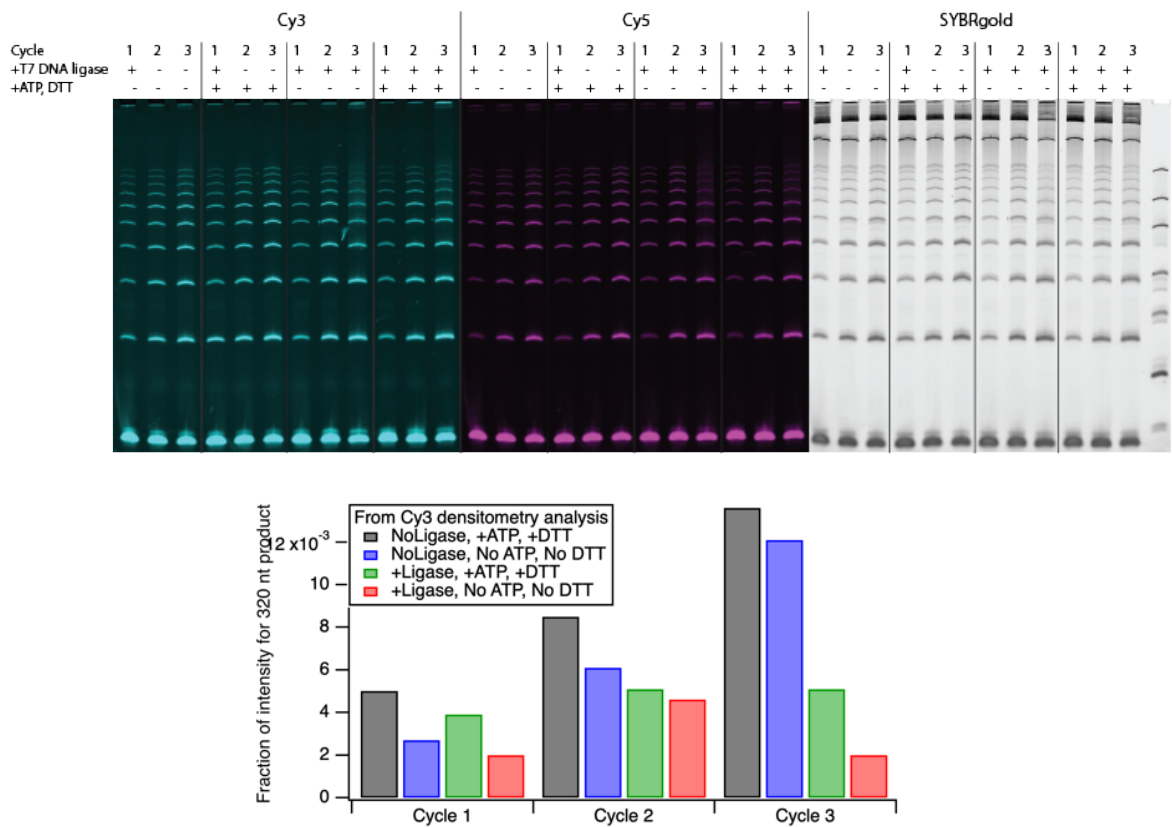 Cy3 Cy5 SYBRgold
Cycle 1 2 3 1 2 3 1 2 3 1 2 3 1 2 3 1 2 3 1 2 3 1 2 3 1 2 3 1 2 3 1 2 3 1 2 3
+T7 DNA ligase + - - + - - + + + + + + + - - + - - + + + + + + + - - + - - + + + + + +
+ATP, DTT - - - + + + - - - + + + - - - + + + - - - + + + - - - + + + - - - + + +
Fraction of intensity for 320 nt product
From Cy3 densitometry analysis
NoLigase, +ATP, +DTT
NoLigase, No ATP, No DTT
+Ligase, +ATP, +DTT
+Ligase, No ATP, No DTT
12 x10⁻³
10
8
6
4
2
0
Cycle 1 Cycle 2 Cycle 3